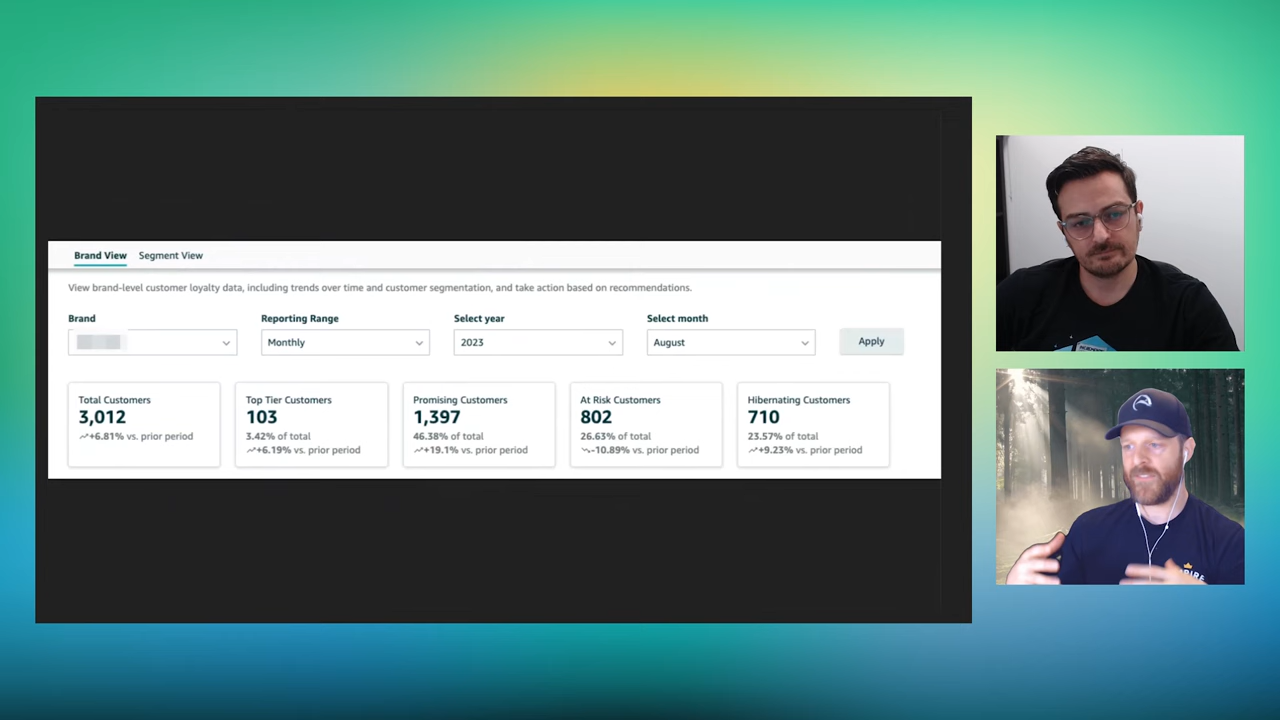 Brand View Segment View
View brand-level customer loyalty data, including trends over time and customer segmentation, and take action based on recommendations.
Brand Reporting Range Select year Select month
Monthly 2023 August Apply
Total Customers
3,012
+6.81% vs. prior period
Top Tier Customers
103
3.42% of total
+6.19% vs. prior period
Promising Customers
1,397
46.38% of total
+19.1% vs. prior period
At Risk Customers
802
26.63% of total
-10.89% vs. prior period
Hibernating Customers
710
23.57% of total
+9.23% vs. prior period